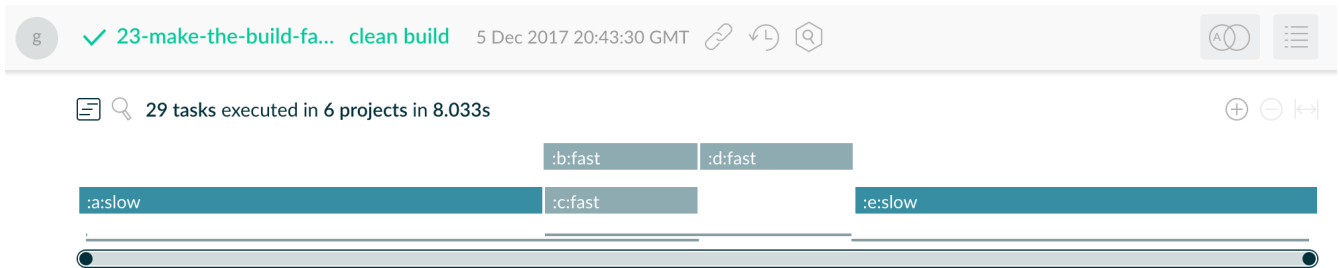 g 23-make-the-build-fa... clean build 5 Dec 2017 20:43:30 GMT A
29 tasks executed in 6 projects in 8.033s
:b:fast :d:fast
:a:slow :c:fast :e:slow